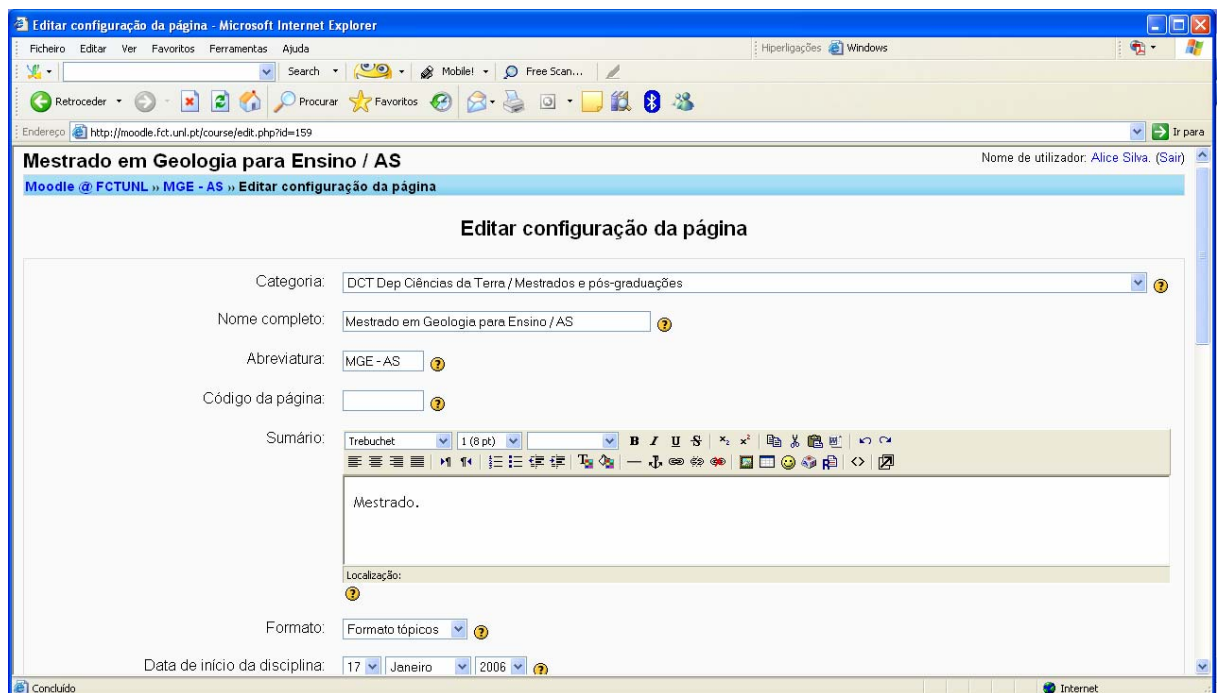 Editar configuração da página - Microsoft Internet Explorer
Ficheiro Editar Ver Favoritos Ferramentas Ajuda Hiperligações Windows
Search Mobile! Free Scan...
Retroceder Procurar Favoritos
Endereço http://moodle.fct.unl.pt/course/edit.php?id=159 Ir para
Mestrado em Geologia para Ensino / AS Nome de utilizador: Alice Silva. (Sair)
Moodle @ FCTUNL » MGE - AS » Editar configuração da página
Editar configuração da página
Categoria: DCT Dep Ciências da Terra / Mestrados e pós-graduações
Nome completo: Mestrado em Geologia para Ensino / AS
Abreviatura: MGE - AS
Código da página:
Sumário: Trebuchet 1 (8 pt) B I U S x₂ x²
Mestrado.
Localização:
Formato: Formato tópicos
Data de início da disciplina: 17 Janeiro 2006
Concluído Internet